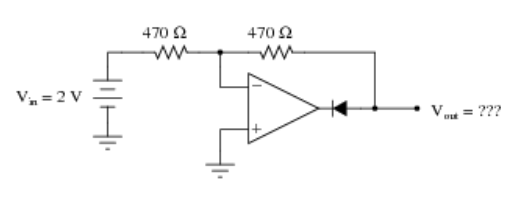 470 Ω 470 Ω
V_in = 2 V
−
+
V_out = ???